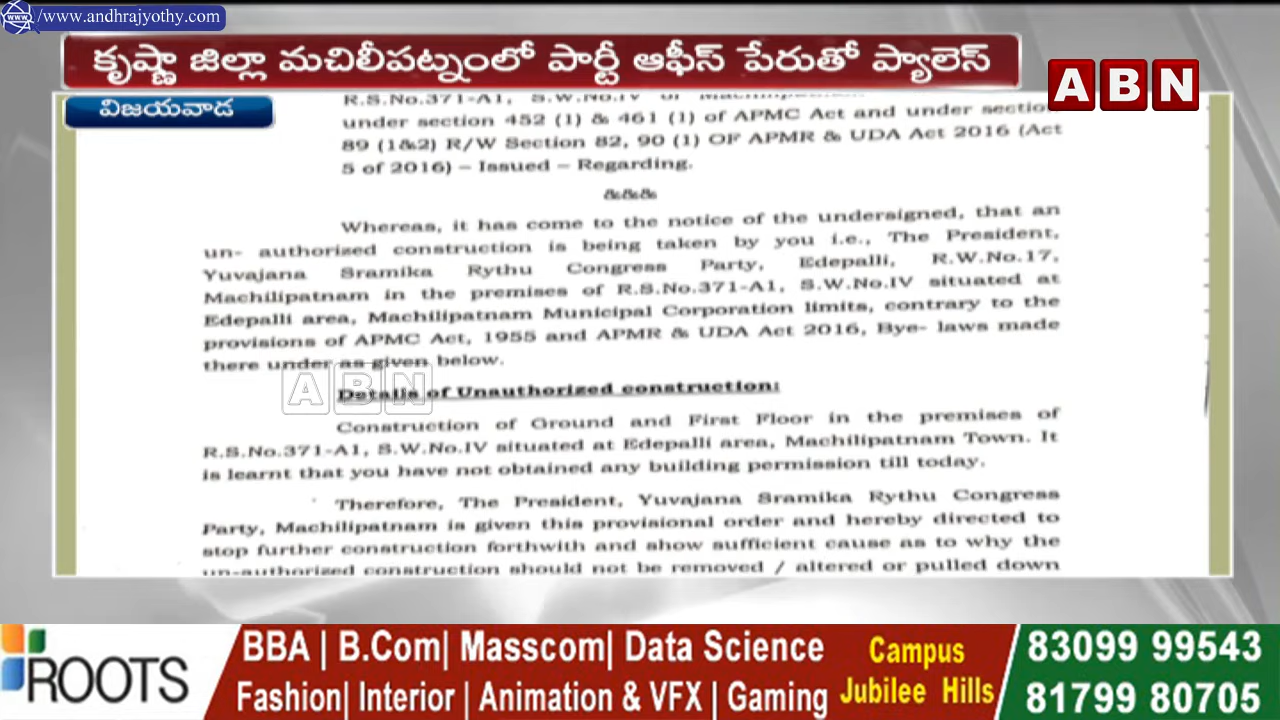 /www.andhrajyothy.com
కృష్ణా జిల్లా మచిలీపట్నంలో పార్టీ ఆఫీస్ పేరుతో ప్యాలెస్
ABN
విజయవాడ
R.S.No.371-A1, S.W.No.IV of
under section 452 (1) & 461 (1) of APMC Act and under section
89 (1&2) R/W Section 82, 90 (1) OF APMR & UDA Act 2016 (Act
5 of 2016) – Issued – Regarding.
&&&
Whereas, it has come to the notice of the undersigned, that an
un- authorized construction is being taken by you i.e., The President,
Yuvajana Sramika Rythu Congress Party, Edepalli, R.W.No.17,
Machilipatnam in the premises of R.S.No.371-A1, S.W.No.IV situated at
Edepalli area, Machilipatnam Municipal Corporation limits, contrary to the
provisions of APMC Act, 1955 and APMR & UDA Act 2016, Bye- laws made
there under as given below.
ABN
Details of Unauthorized construction:
Construction of Ground and First Floor in the premises of
R.S.No.371-A1, S.W.No.IV situated at Edepalli area, Machilipatnam Town. It
is learnt that you have not obtained any building permission till today.
Therefore, The President, Yuvajana Sramika Rythu Congress
Party, Machilipatnam is given this provisional order and hereby directed to
stop further construction forthwith and show sufficient cause as to why the
un-authorized construction should not be removed / altered or pulled down
ROOTS
BBA | B.Com| Masscom| Data Science
Fashion| Interior | Animation & VFX | Gaming
Campus
Jubilee Hills
83099 99543
81799 80705